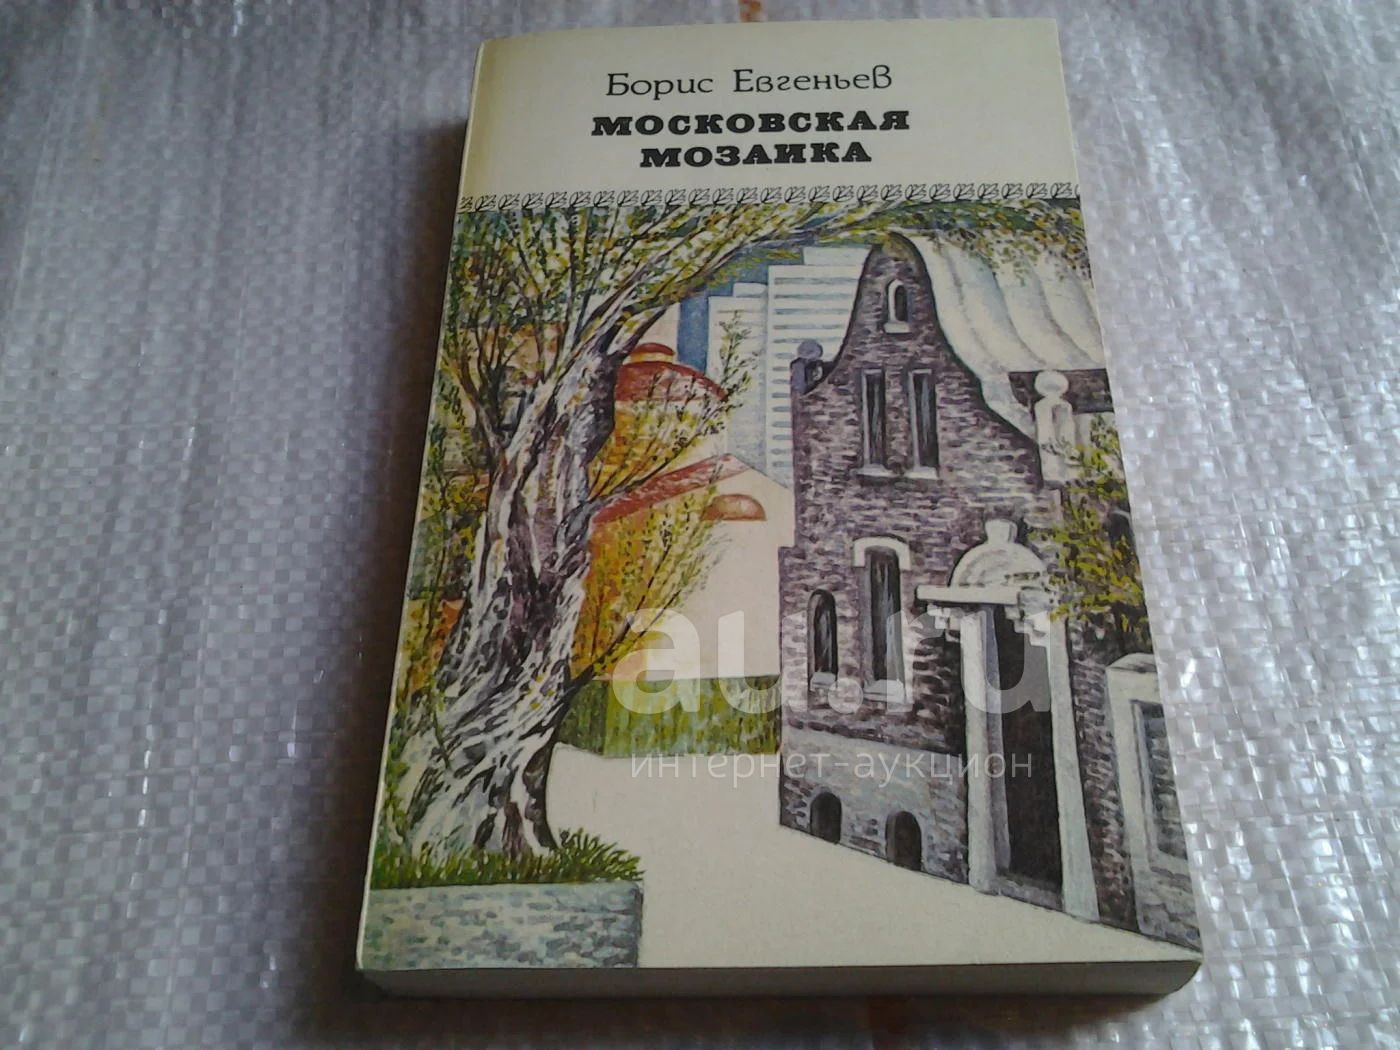 Борис Евгеньев
МОСКОВСКАЯ
МОЗАИКА
au.ru
интернет-аукцион